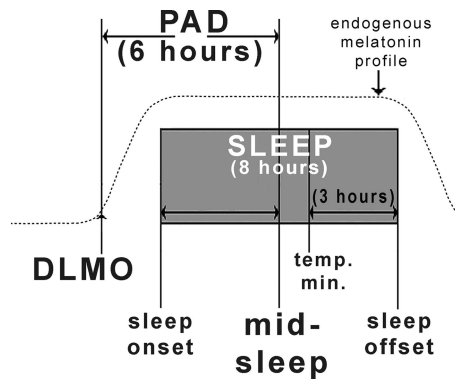 PAD
(6 hours)
endogenous
melatonin
profile
SLEEP
(8 hours)
(3 hours)
DLMO
temp.
min.
sleep
onset
mid-
sleep
sleep
offset